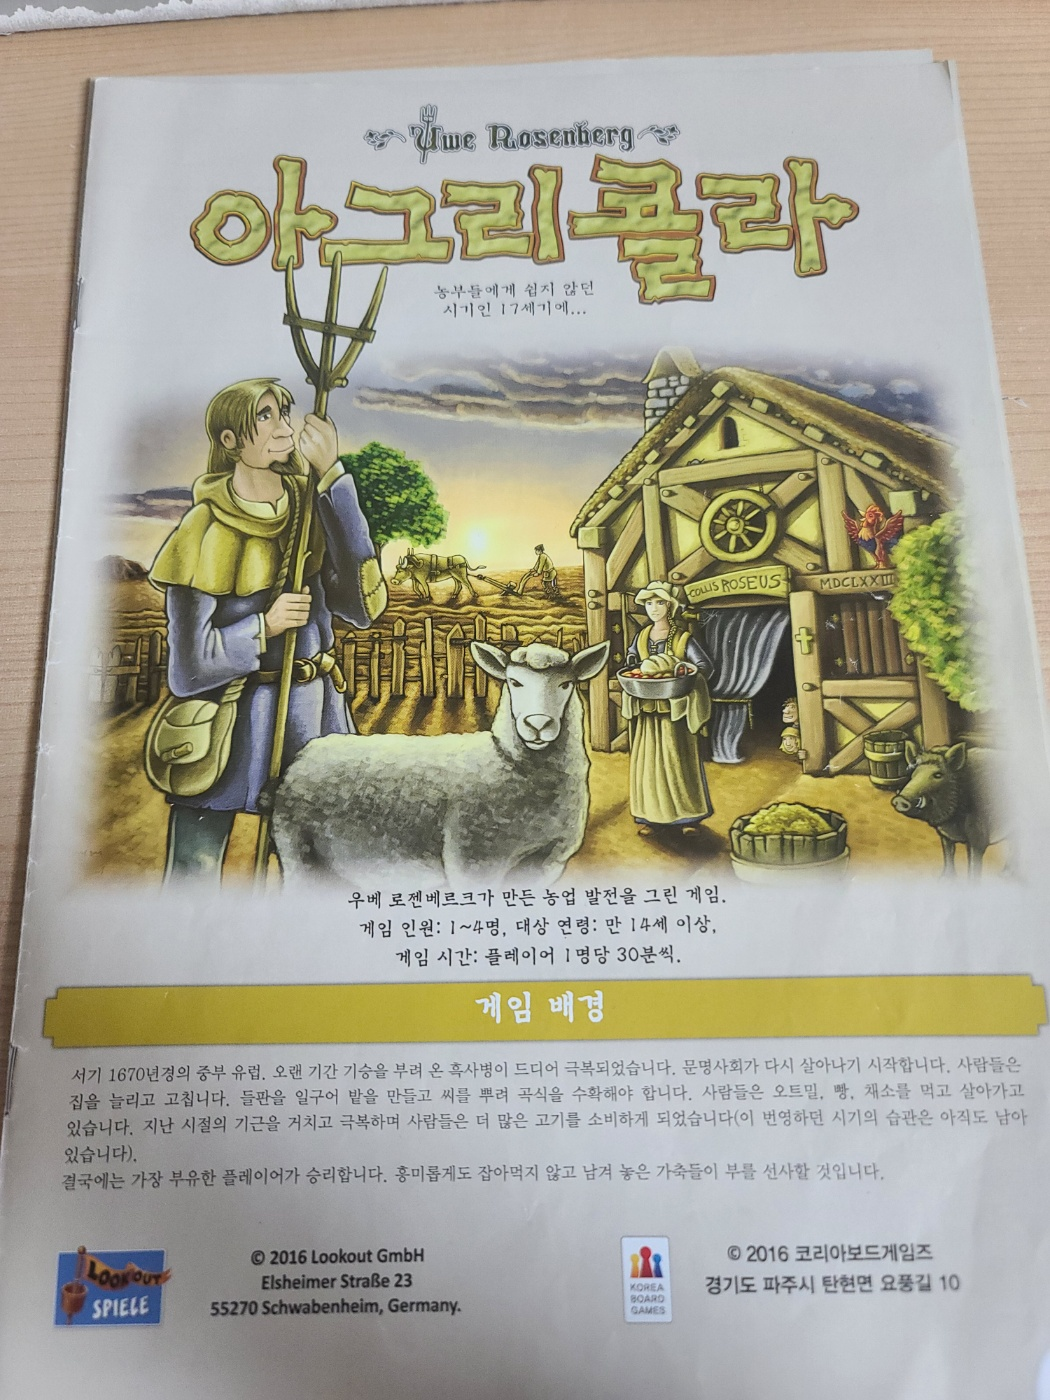 Uwe Rosenberg
아그리콜라
농부들에게 쉽지 않던
시기인 17세기에...
COLLIS ROSEUS
MDCLXXIII
우베 로젠베르크가 만든 농업 발전을 그린 게임.
게임 인원: 1~4명, 대상 연령: 만 14세 이상,
게임 시간: 플레이어 1명당 30분씩.
게임 배경
서기 1670년경의 중부 유럽. 오랜 기간 기승을 부려 온 흑사병이 드디어 극복되었습니다. 문명사회가 다시 살아나기 시작합니다. 사람들은
집을 늘리고 고칩니다. 들판을 일구어 밭을 만들고 씨를 뿌려 곡식을 수확해야 합니다. 사람들은 오트밀, 빵, 채소를 먹고 살아가고
있습니다. 지난 시절의 기근을 거치고 극복하며 사람들은 더 많은 고기를 소비하게 되었습니다(이 번영하던 시기의 습관은 아직도 남아
있습니다).
결국에는 가장 부유한 플레이어가 승리합니다. 흥미롭게도 잡아먹지 않고 남겨 놓은 가축들이 부를 선사할 것입니다.
LOOKOUT
SPIELE
© 2016 Lookout GmbH
Elsheimer Straße 23
55270 Schwabenheim, Germany.
KOREA
BOARD
GAMES
© 2016 코리아보드게임즈
경기도 파주시 탄현면 요풍길 10